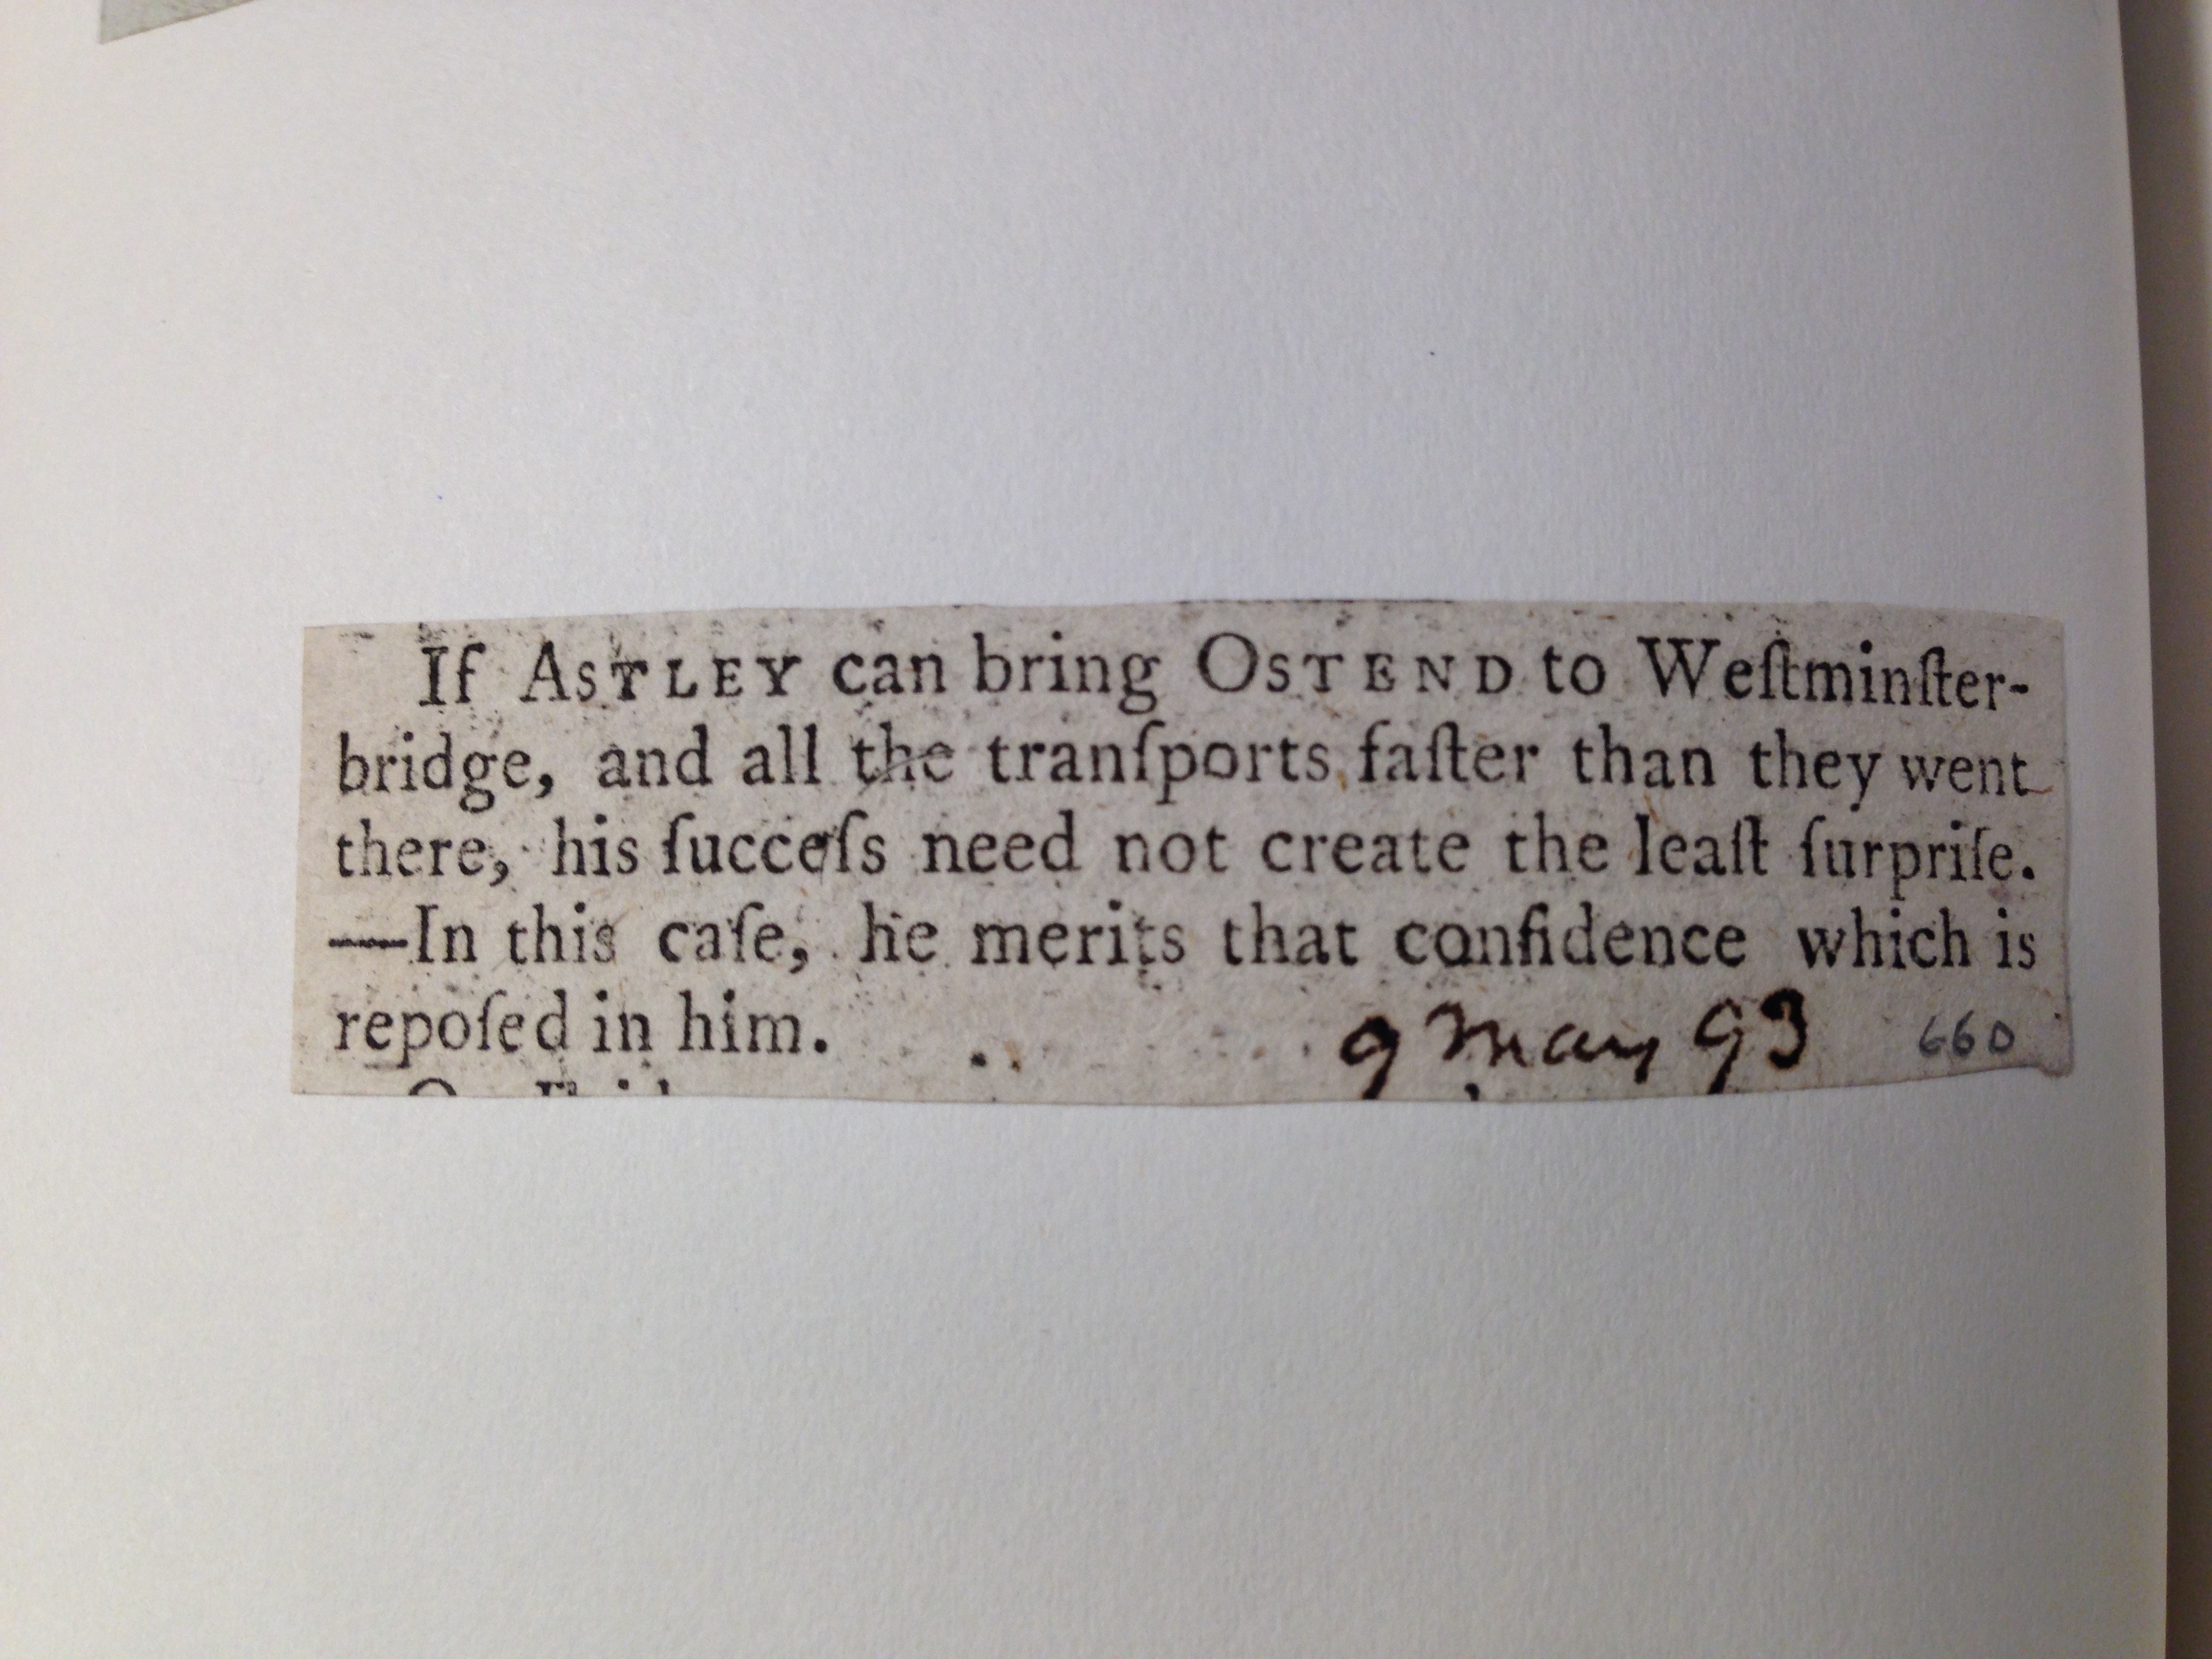 If ASTLEY can bring OSTEND to Weſtminſter-
bridge, and all the tranſports faſter than they went
there, his ſucceſs need not create the leaſt ſurpriſe.
—In this caſe, he merits that confidence which is
repoſed in him.
9 May 93 660